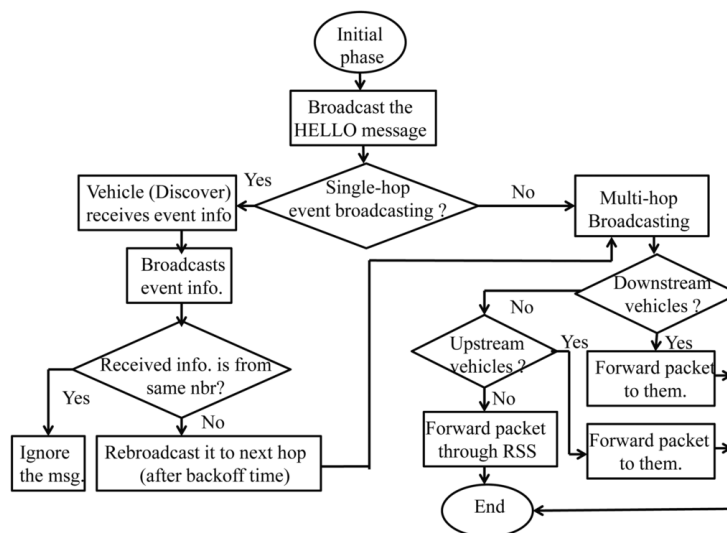 Initial
phase
Broadcast the
HELLO message
Single-hop
event broadcasting ?
Yes
No
Vehicle (Discover)
receives event info
Multi-hop
Broadcasting
Broadcasts
event info.
Downstream
vehicles ?
No
Yes
Upstream
vehicles ?
Yes
No
Received info. is from
same nbr?
Yes
No
Forward packet
to them.
Ignore
the msg.
Rebroadcast it to next hop
(after backoff time)
Forward packet
through RSS
Forward packet
to them.
End